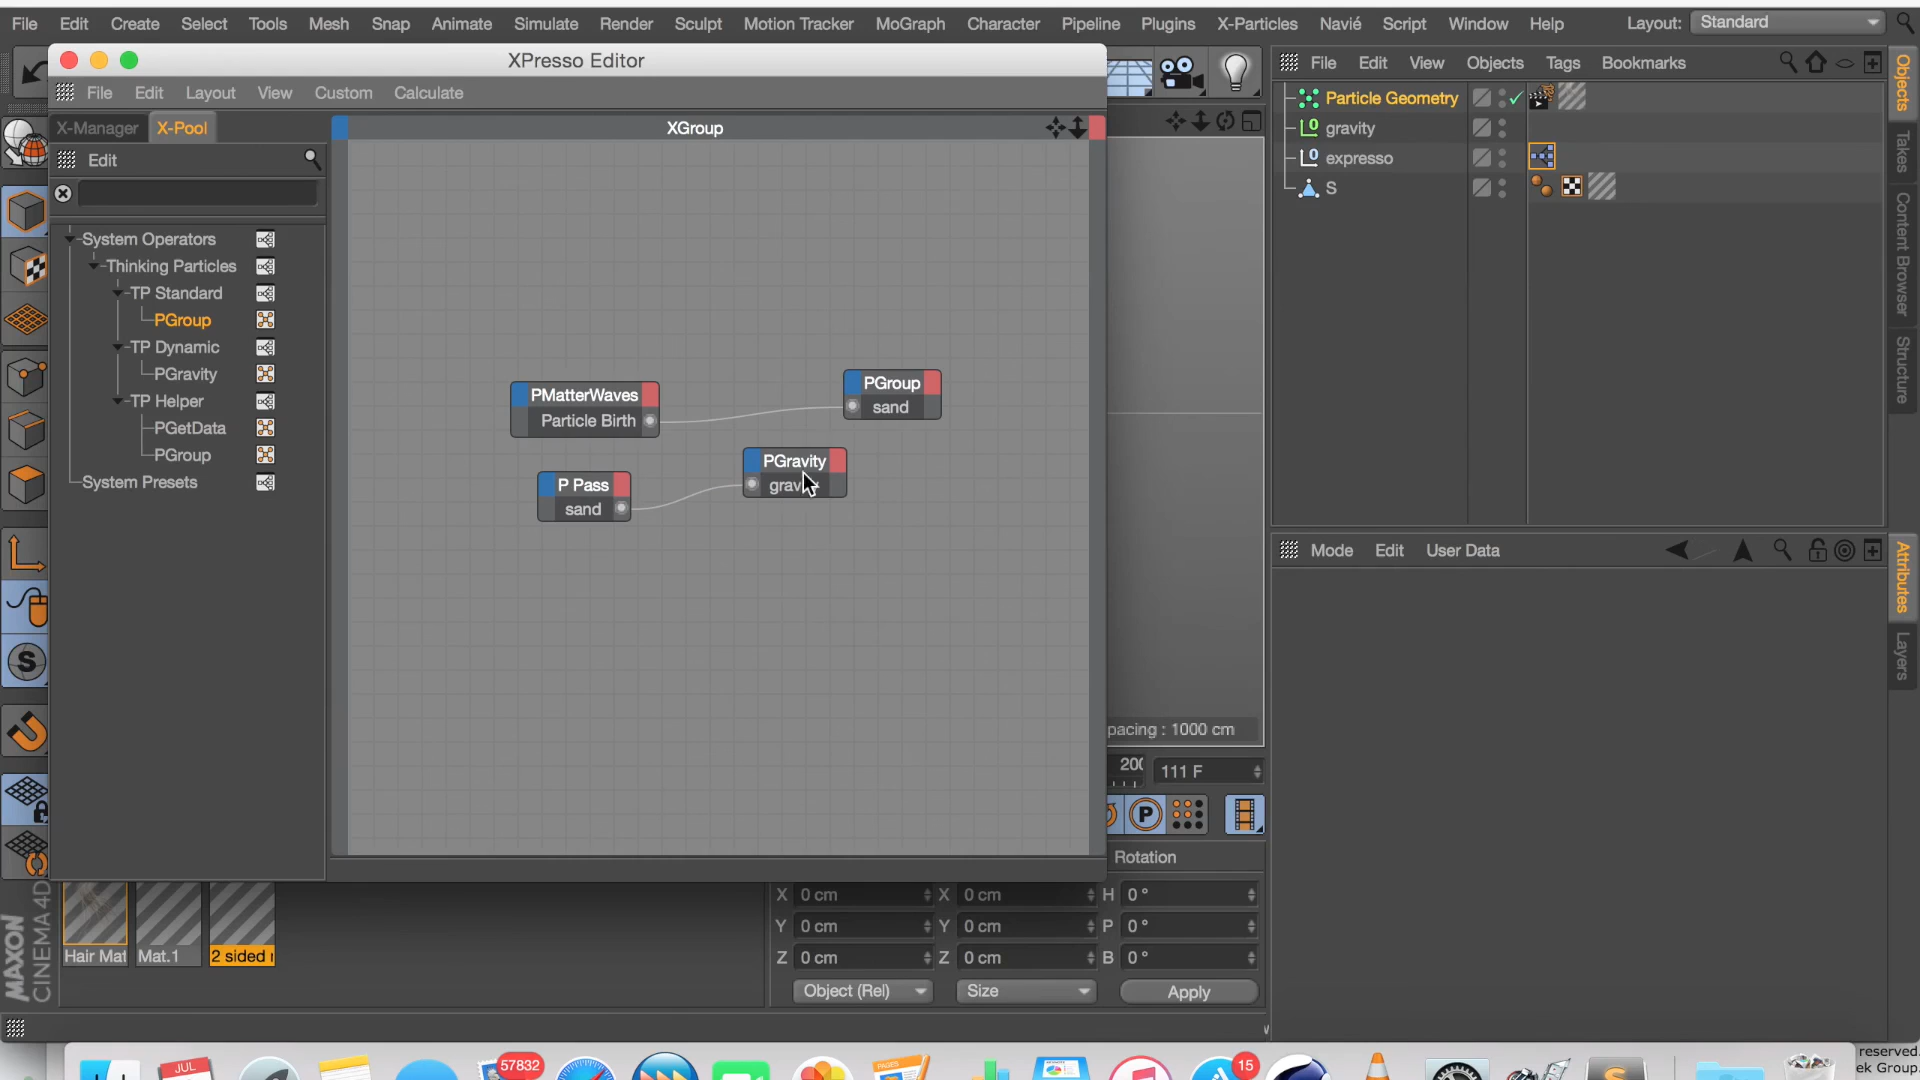 File Edit Create Select Tools Mesh Snap Animate Simulate Render Sculpt Motion Tracker MoGraph Character Pipeline Plugins X-Particles Navié Script Window Help Layout: Standard
XPresso Editor
File Edit View Objects Tags Bookmarks
File Edit Layout View Custom Calculate
X-Manager X-Pool
XGroup
Edit
Particle Geometry
gravity
expresso
S
System Operators
Thinking Particles
TP Standard
PGroup
TP Dynamic
PGravity
TP Helper
PGetData
PGroup
System Presets
PMatterWaves
Particle Birth
PGroup
sand
P Pass
sand
PGravity
Objects
Takes
Content Browser
Structure
Mode Edit User Data
Attributes
Layers
pacing : 1000 cm
111 F
P
Rotation
X 0 cm X 0 cm H 0 °
Y 0 cm Y 0 cm P 0 °
Z 0 cm Z 0 cm B 0 °
Object (Rel) Size Apply
Hair Mat Mat.1 2 sided
MAXON
CINEMA 4D
JUL
57832
PAGES
15
reserved.
ek Group